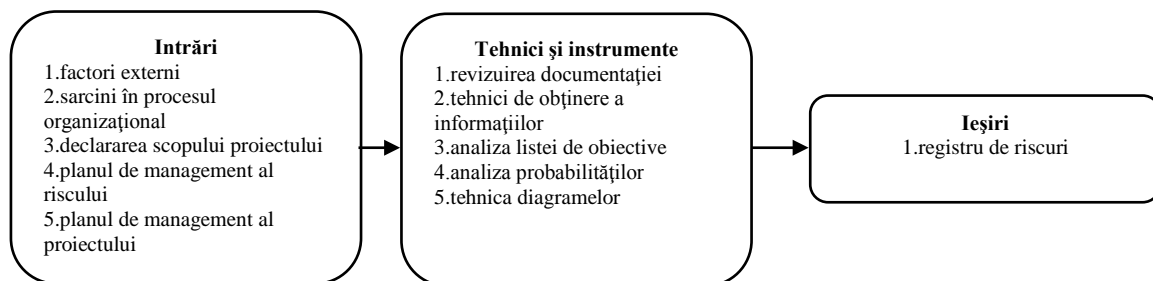 Intrări
1.factori externi
2.sarcini în procesul
organizaţional
3.declararea scopului proiectului
4.planul de management al
riscului
5.planul de management al
proiectului
Tehnici şi instrumente
1.revizuirea documentaţiei
2.tehnici de obţinere a
informaţiilor
3.analiza listei de obiective
4.analiza probabilităţilor
5.tehnica diagramelor
Ieşiri
1.registru de riscuri